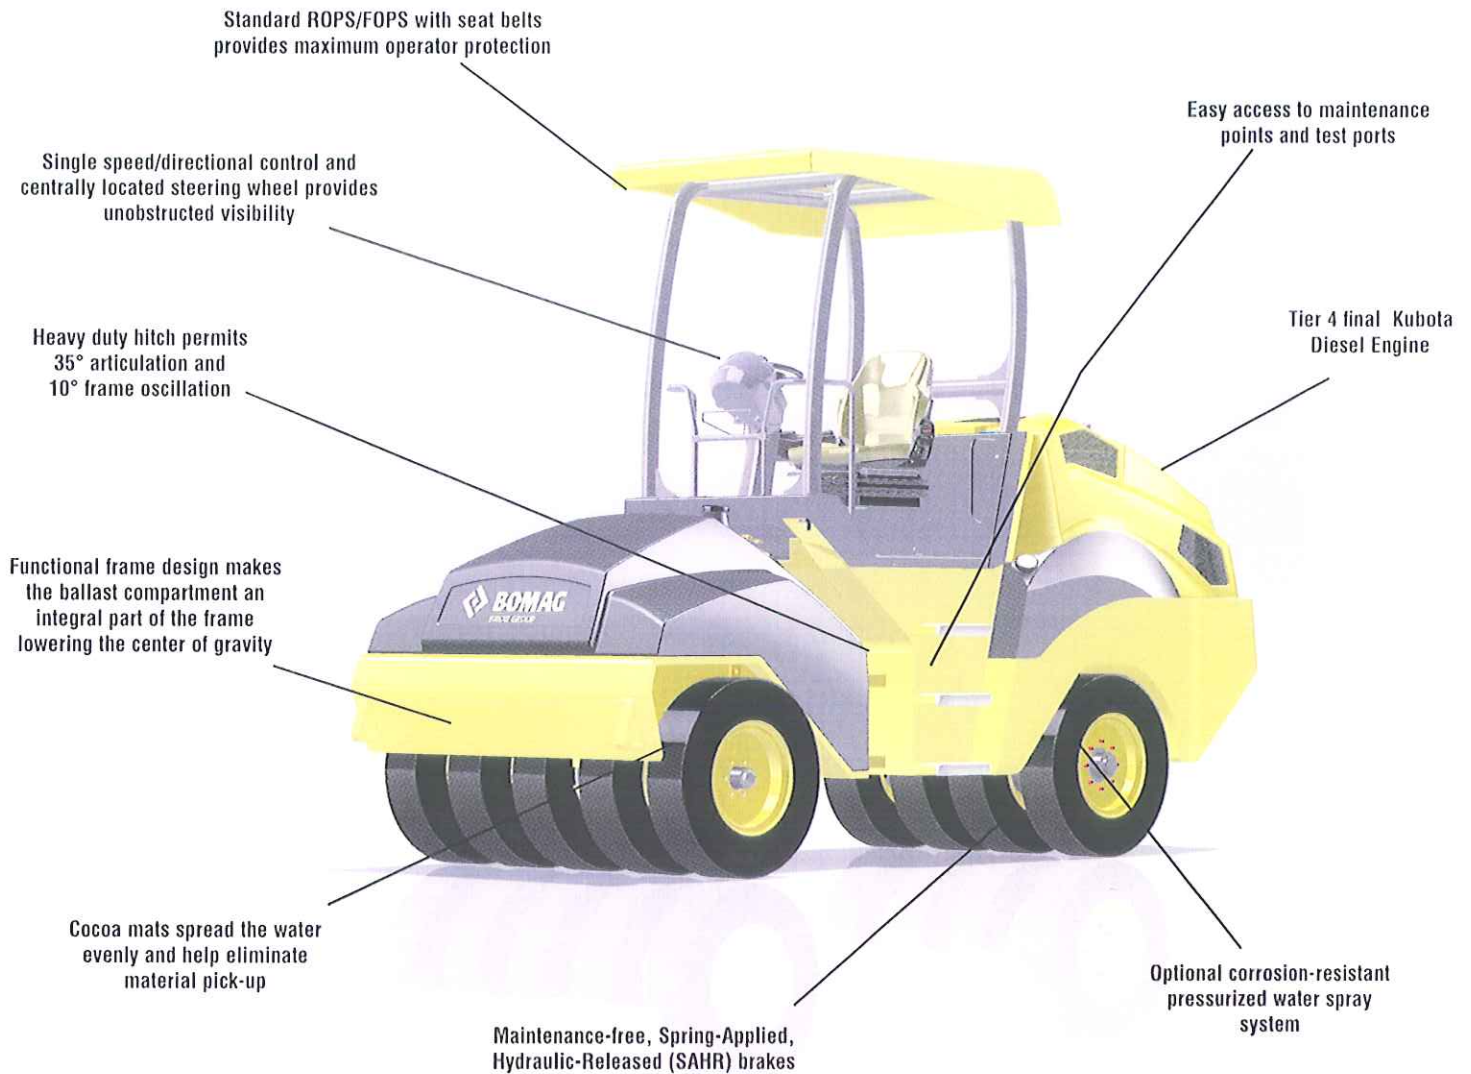 Standard ROPS/FOPS with seat belts
provides maximum operator protection
Easy access to maintenance
points and test ports
Single speed/directional control and
centrally located steering wheel provides
unobstructed visibility
Tier 4 final Kubota
Diesel Engine
Heavy duty hitch permits
35° articulation and
10° frame oscillation
Functional frame design makes
the ballast compartment an
integral part of the frame
lowering the center of gravity
BOMAG
FAYAT GROUP
Cocoa mats spread the water
evenly and help eliminate
material pick-up
Optional corrosion-resistant
pressurized water spray
system
Maintenance-free, Spring-Applied,
Hydraulic-Released (SAHR) brakes